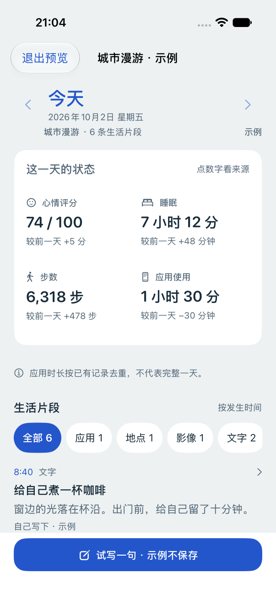 21:04
退出预览
城市漫游 · 示例
今天
2026年10月2日 星期五
城市漫游 · 6 条生活片段
示例
这一天的状态
点数字看来源
心情评分
睡眠
74 / 100
7 小时 12 分
较前一天 +5 分
较前一天 +48 分钟
步数
应用使用
6,318 步
1 小时 30 分
较前一天 +478 步
较前一天 −30 分钟
应用时长按已有记录去重，不代表完整一天。
生活片段
按发生时间
全部 6
应用 1
地点 1
影像 1
文字 2
8:40 文字
给自己煮一杯咖啡
窗边的光落在杯沿。出门前，给自己留了十分钟。
自己写下 · 示例
试写一句 · 示例不保存